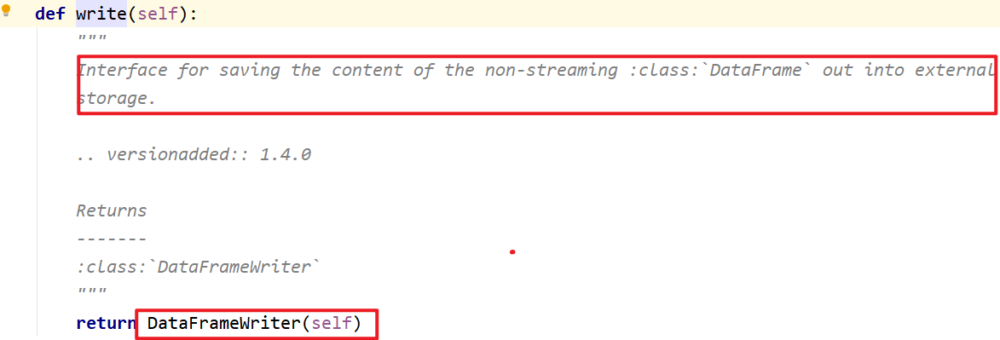 def write(self):
"""
Interface for saving the content of the non-streaming :class:`DataFrame` out into external
storage.
.. versionadded:: 1.4.0
Returns
-------
:class:`DataFrameWriter`
"""
return DataFrameWriter(self)